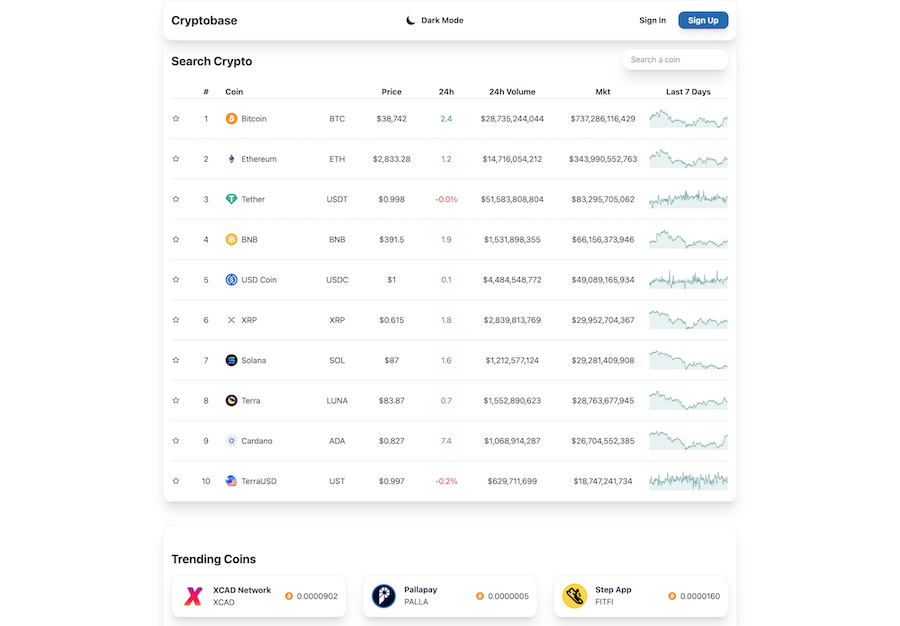 Cryptobase Dark Mode Sign In Sign Up
Search Crypto Search a coin
# Coin Price 24h 24h Volume Mkt Last 7 Days
1 Bitcoin BTC $38,742 2.4 $28,735,244,044 $737,286,116,429
2 Ethereum ETH $2,833.28 1.2 $14,716,054,212 $343,990,552,763
3 Tether USDT $0.998 -0.0% $51,583,808,804 $83,295,705,062
4 BNB BNB $391.5 1.9 $1,531,898,355 $66,156,373,946
5 USD Coin USDC $1 0.1 $4,484,548,772 $49,089,165,934
6 XRP XRP $0.615 1.8 $2,839,813,769 $29,952,704,367
7 Solana SOL $87 1.6 $1,212,577,124 $29,281,409,908
8 Terra LUNA $83.87 0.7 $1,552,890,623 $28,763,677,945
9 Cardano ADA $0.827 7.4 $1,068,914,287 $26,704,552,385
10 TerraUSD UST $0.997 -0.2% $629,711,699 $18,747,241,734
Trending Coins
XCAD Network
XCAD
0.0000902
Pallapay
PALLA
0.0000005
Step App
FITFI
0.0000160